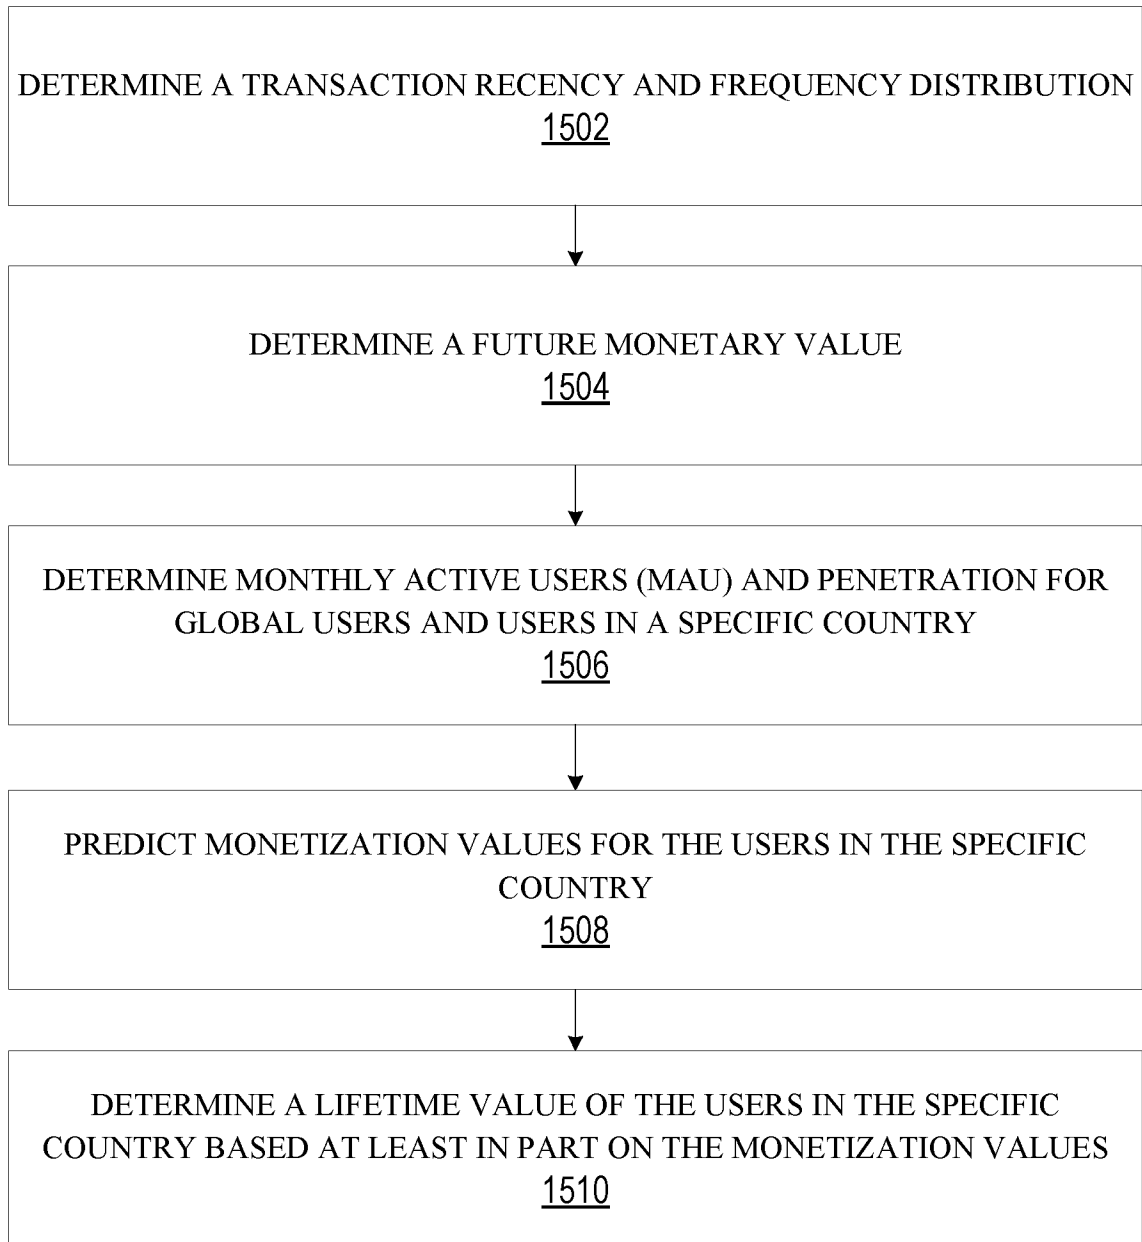 DETERMINE A TRANSACTION RECENCY AND FREQUENCY DISTRIBUTION
1502
DETERMINE A FUTURE MONETARY VALUE
1504
DETERMINE MONTHLY ACTIVE USERS (MAU) AND PENETRATION FOR
GLOBAL USERS AND USERS IN A SPECIFIC COUNTRY
1506
PREDICT MONETIZATION VALUES FOR THE USERS IN THE SPECIFIC
COUNTRY
1508
DETERMINE A LIFETIME VALUE OF THE USERS IN THE SPECIFIC
COUNTRY BASED AT LEAST IN PART ON THE MONETIZATION VALUES
1510